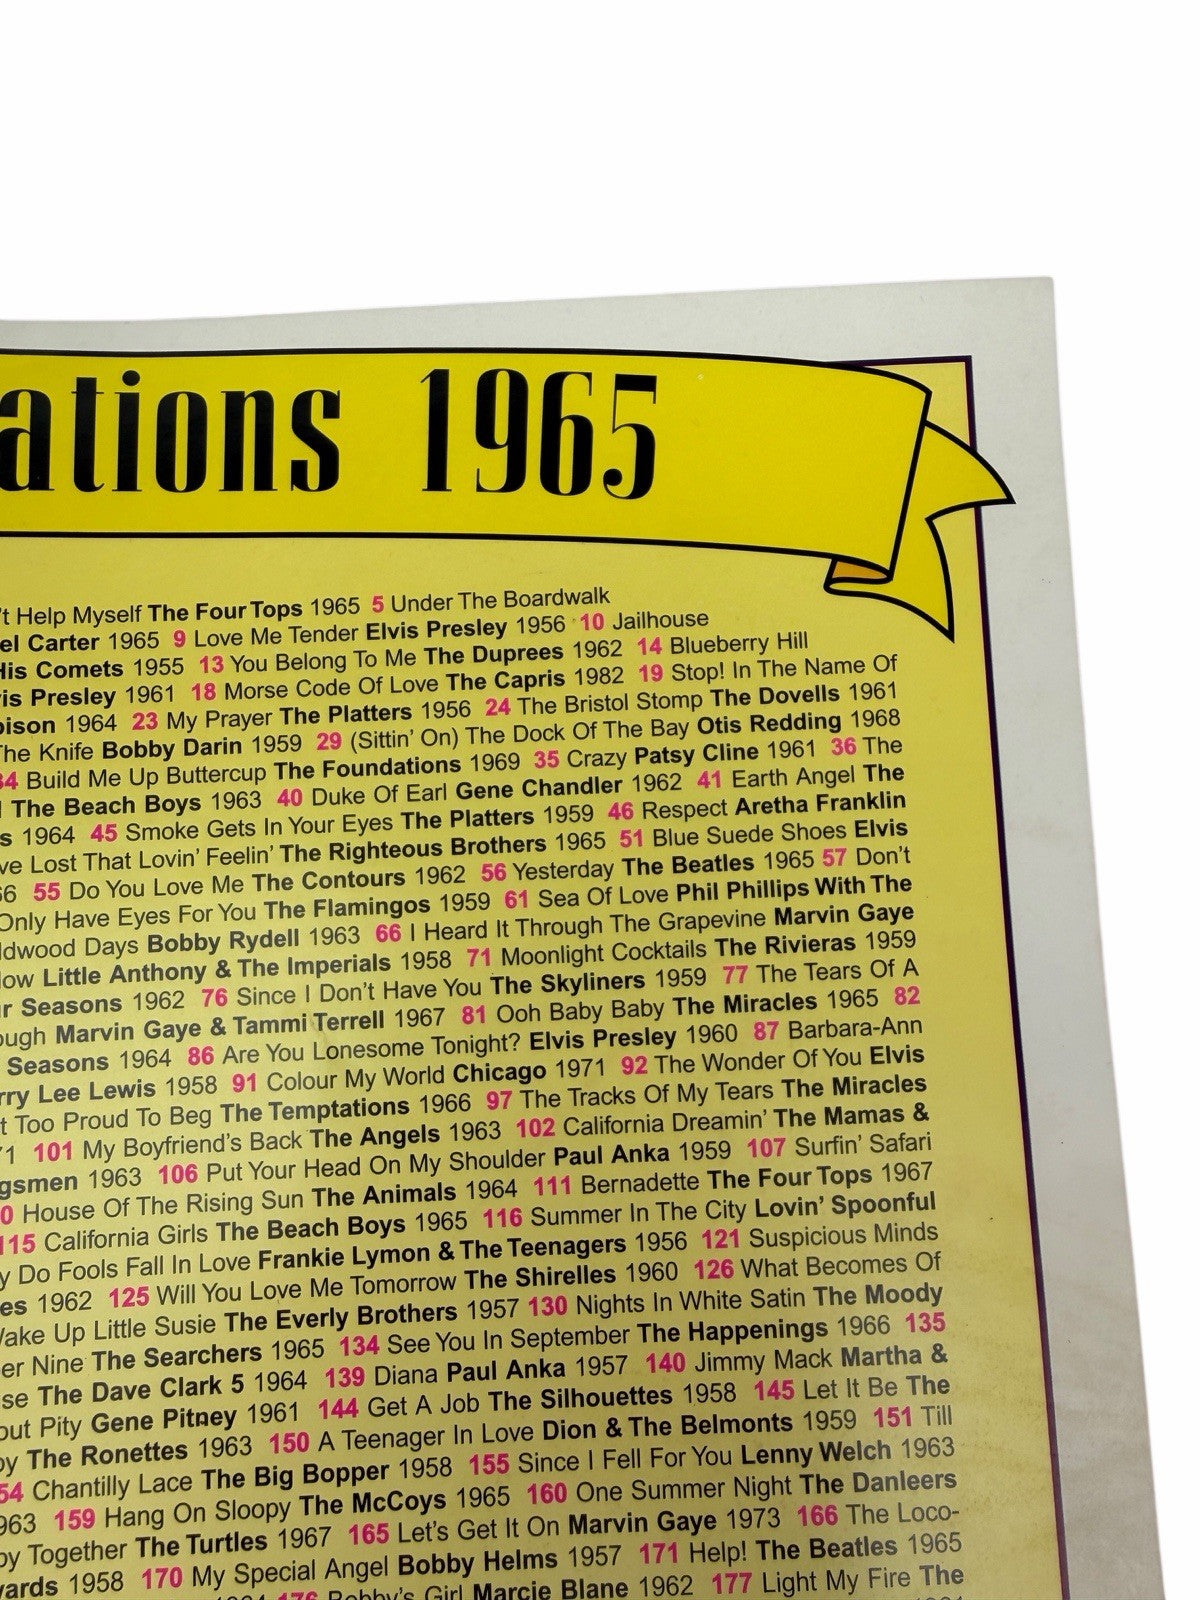 ations 1965
't Help Myself The Four Tops 1965 5 Under The Boardwalk
el Carter 1965 9 Love Me Tender Elvis Presley 1956 10 Jailhouse
His Comets 1955 13 You Belong To Me The Duprees 1962 14 Blueberry Hill
is Presley 1961 18 Morse Code Of Love The Capris 1982 19 Stop! In The Name Of
bison 1964 23 My Prayer The Platters 1956 24 The Bristol Stomp The Dovells 1961
The Knife Bobby Darin 1959 29 (Sittin' On) The Dock Of The Bay Otis Redding 1968
34 Build Me Up Buttercup The Foundations 1969 35 Crazy Patsy Cline 1961 36 The
The Beach Boys 1963 40 Duke Of Earl Gene Chandler 1962 41 Earth Angel The
s 1964 45 Smoke Gets In Your Eyes The Platters 1959 46 Respect Aretha Franklin
ve Lost That Lovin' Feelin' The Righteous Brothers 1965 51 Blue Suede Shoes Elvis
66 55 Do You Love Me The Contours 1962 56 Yesterday The Beatles 1965 57 Don't
Only Have Eyes For You The Flamingos 1959 61 Sea Of Love Phil Phillips With The
ldwood Days Bobby Rydell 1963 66 I Heard It Through The Grapevine Marvin Gaye
low Little Anthony & The Imperials 1958 71 Moonlight Cocktails The Rivieras 1959
ur Seasons 1962 76 Since I Don't Have You The Skyliners 1959 77 The Tears Of A
ough Marvin Gaye & Tammi Terrell 1967 81 Ooh Baby Baby The Miracles 1965 82
Seasons 1964 86 Are You Lonesome Tonight? Elvis Presley 1960 87 Barbara-Ann
rry Lee Lewis 1958 91 Colour My World Chicago 1971 92 The Wonder Of You Elvis
t Too Proud To Beg The Temptations 1966 97 The Tracks Of My Tears The Miracles
71 101 My Boyfriend's Back The Angels 1963 102 California Dreamin' The Mamas &
gsmen 1963 106 Put Your Head On My Shoulder Paul Anka 1959 107 Surfin' Safari
0 House Of The Rising Sun The Animals 1964 111 Bernadette The Four Tops 1967
115 California Girls The Beach Boys 1965 116 Summer In The City Lovin' Spoonful
y Do Fools Fall In Love Frankie Lymon & The Teenagers 1956 121 Suspicious Minds
es 1962 125 Will You Love Me Tomorrow The Shirelles 1960 126 What Becomes Of
Wake Up Little Susie The Everly Brothers 1957 130 Nights In White Satin The Moody
er Nine The Searchers 1965 134 See You In September The Happenings 1966 135
se The Dave Clark 5 1964 139 Diana Paul Anka 1957 140 Jimmy Mack Martha &
out Pity Gene Pitney 1961 144 Get A Job The Silhouettes 1958 145 Let It Be The
by The Ronettes 1963 150 A Teenager In Love Dion & The Belmonts 1959 151 Till
54 Chantilly Lace The Big Bopper 1958 155 Since I Fell For You Lenny Welch 1963
963 159 Hang On Sloopy The McCoys 1965 160 One Summer Night The Danleers
py Together The Turtles 1967 165 Let's Get It On Marvin Gaye 1973 166 The Loco-
vards 1958 170 My Special Angel Bobby Helms 1957 171 Help! The Beatles 1965
176 Bobby's Girl Marcie Blane 1962 177 Light My Fire The